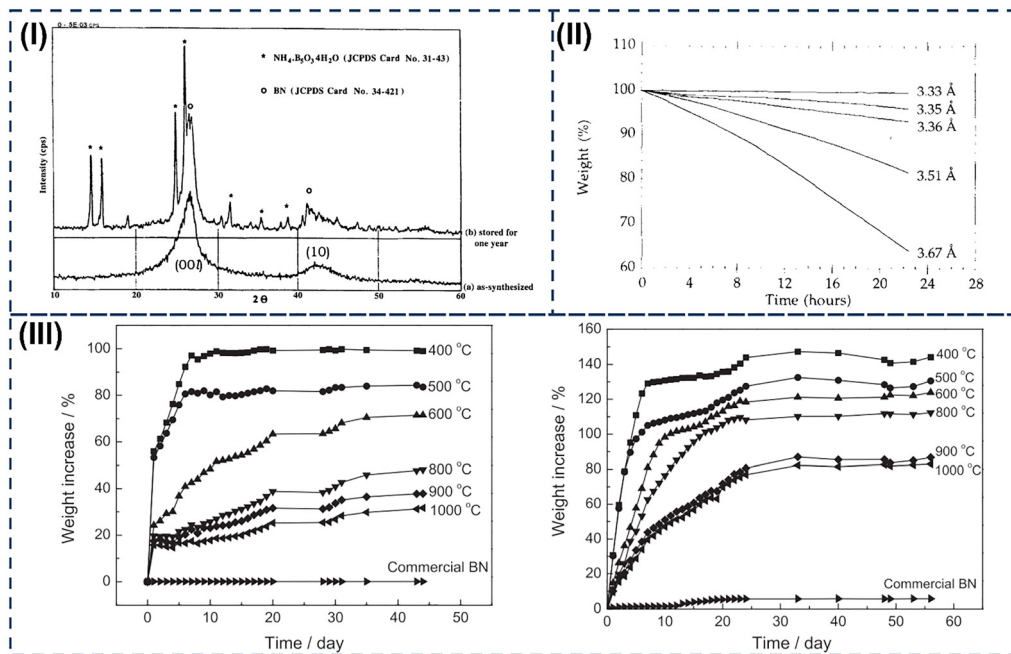 (I)
0 - 5E-03 CPS
Intensity (cps)
* NH₄.B₅O₃4H₂O (JCPDS Card No. 31-43)
o BN (JCPDS Card No. 34-421)
(001)
(10)
(b) stored for
one year
(a) as-synthesized
10 20 30 40 50 60
2 Θ
(II)
Weight (%)
110
100
90
80
70
60
3.33 Å
3.35 Å
3.36 Å
3.51 Å
3.67 Å
0 4 8 12 16 20 24 28
Time (hours)
(III)
Weight increase / %
100
80
60
40
20
0
400 °C
500 °C
600 °C
800 °C
900 °C
1000 °C
Commercial BN
0 10 20 30 40 50
Time / day
Weight increase / %
160
140
120
100
80
60
40
20
0
400 °C
500 °C
600 °C
800 °C
900 °C
1000 °C
Commercial BN
0 10 20 30 40 50 60
Time / day